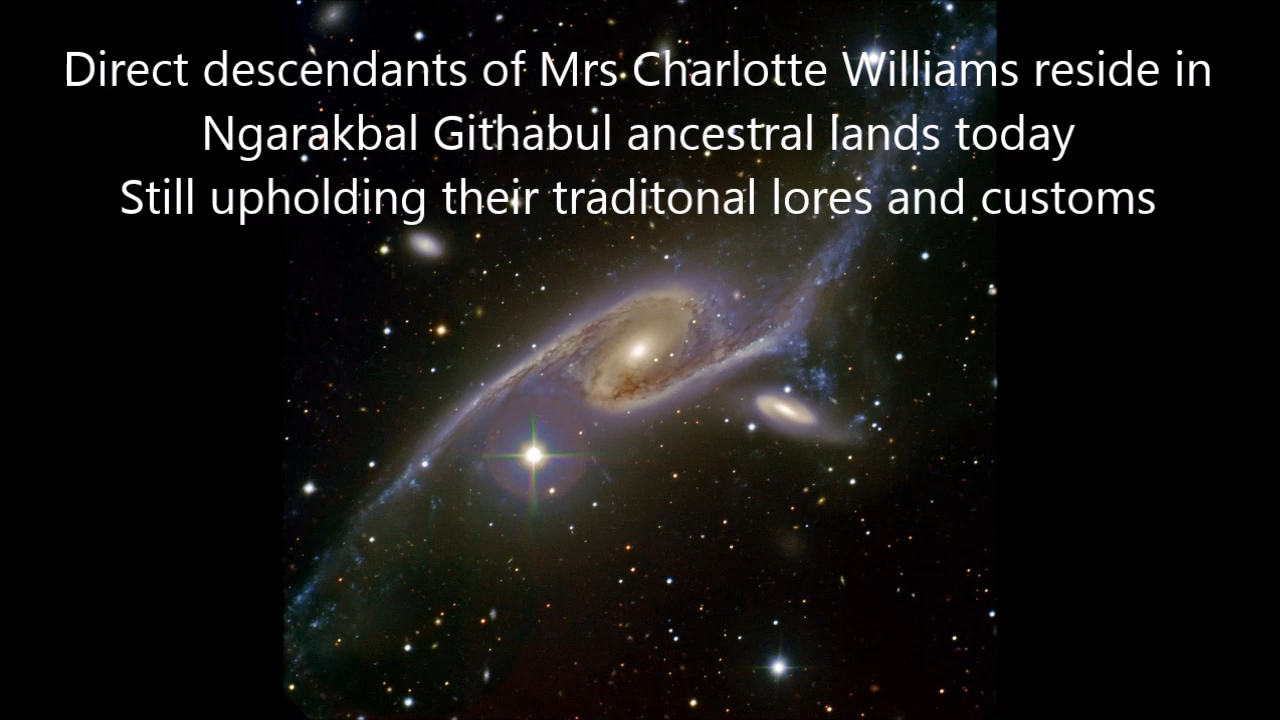 Direct descendants of Mrs Charlotte Williams reside in
Ngarakbal Githabul ancestral lands today
Still upholding their traditonal lores and customs